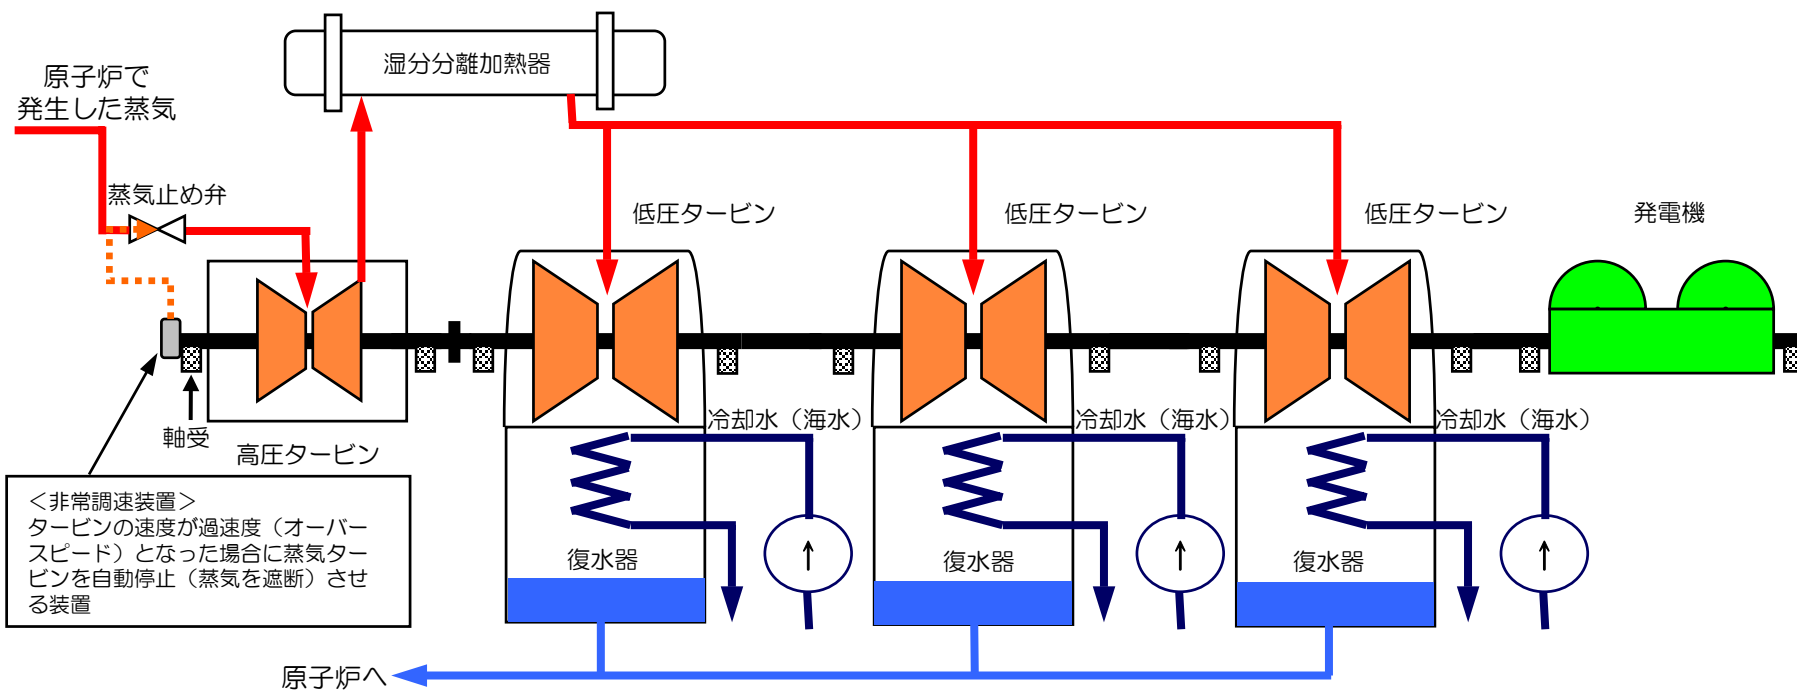 湿分分離加熱器
原子炉で
発生した蒸気
蒸気止め弁
低圧タービン
低圧タービン
低圧タービン
発電機
冷却水（海水）
冷却水（海水）
冷却水（海水）
軸受
高圧タービン
＜非常調速装置＞
タービンの速度が過速度（オーバー
スピード）となった場合に蒸気ター
ビンを自動停止（蒸気を遮断）させ
る装置
復水器
復水器
復水器
原子炉へ